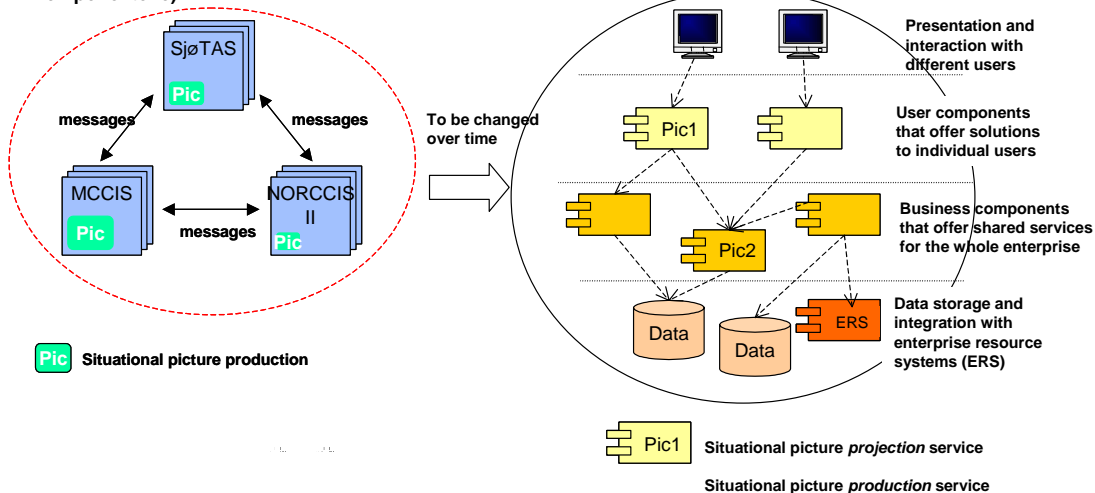 SjøTAS
Pic
messages
messages
MCCIS
Pic
messages
NORCCIS
II
Pic
Pic Situational picture production
To be changed
over time
Presentation and
interaction with
different users
Pic1
User components
that offer solutions
to individual users
Pic2
Business components
that offer shared services
for the whole enterprise
Data
Data
ERS
Data storage and
integration with
enterprise resource
systems (ERS)
Pic1 Situational picture projection service
Situational picture production service